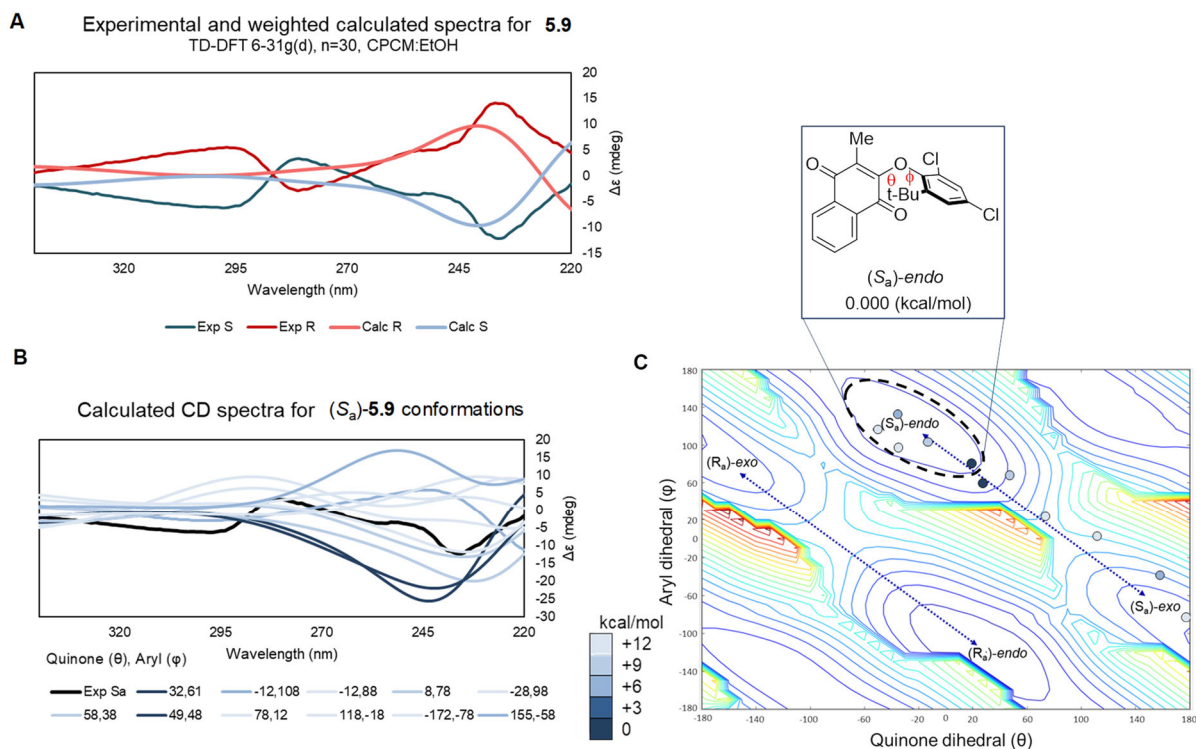 A
Experimental and weighted calculated spectra for 5.9
TD-DFT 6-31g(d), n=30, CPCM:EtOH
20
15
10
5
0
-5
-10
-15
Δε (mdeg)
320 295 270 245 220
Wavelength (nm)
Exp S Exp R Calc R Calc S
B
Calculated CD spectra for (Sa)-5.9 conformations
20
15
10
5
0
-5
-10
-15
-20
-25
-30
Δε (mdeg)
320 295 270 245 220
Quinone (θ), Aryl (φ) Wavelength (nm)
Exp Sa 32,61 -12,108 -12,88 8,78 -28,98
58,38 49,48 78,12 118,-18 -172,-78 155,-58
kcal/mol
+12
+9
+6
+3
0
Me
O
O
Cl
θ
ϕ
t-Bu
O
Cl
(Sa)-endo
0.000 (kcal/mol)
C
180
140
100
60
20
0
-20
-60
-100
-140
-180
Aryl dihedral (φ)
(Sa)-endo
(Ra)-exo
(Sa)-exo
(Ra)-endo
-180 -140 -100 -60 -20 0 20 60 100 140 180
Quinone dihedral (θ)